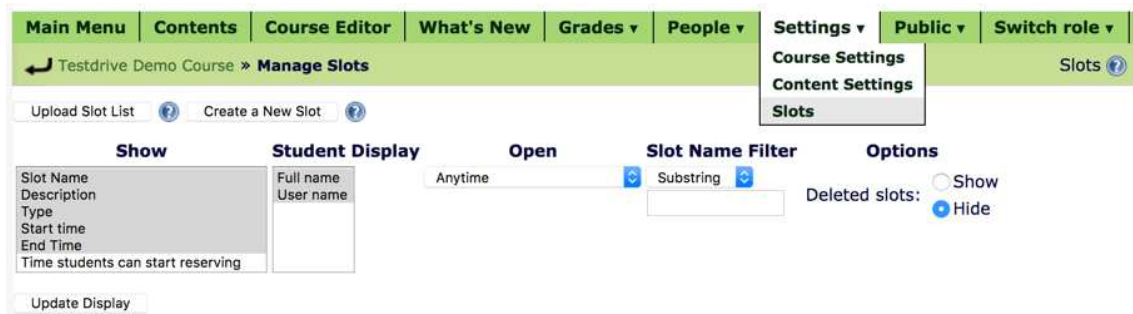 Main Menu Contents Course Editor What's New Grades ▾ People ▾ Settings ▾ Public ▾ Switch role ▾
Testdrive Demo Course » Manage Slots
Course Settings
Content Settings
Slots
Slots ?
Upload Slot List ? Create a New Slot ?
Show Student Display Open Slot Name Filter Options
Slot Name
Description
Type
Start time
End Time
Time students can start reserving
Full name
User name
Anytime
Substring
Deleted slots:
Show
Hide
Update Display